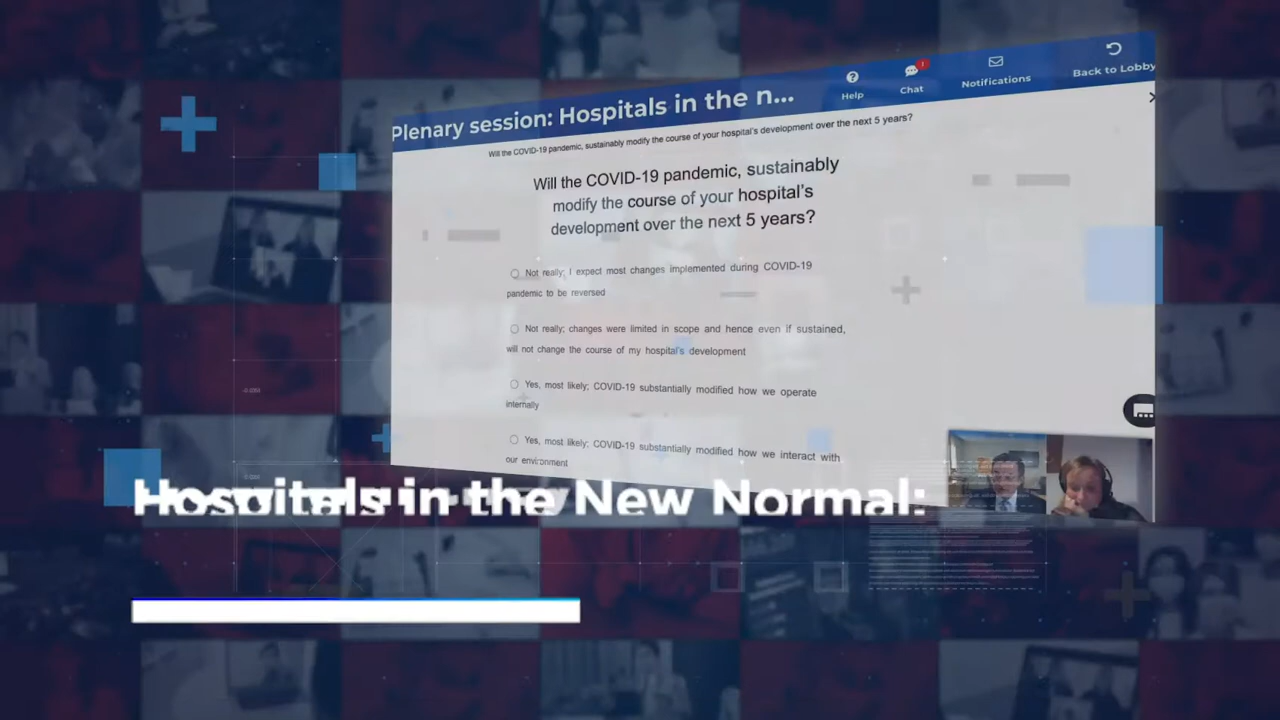 Plenary session: Hospitals in the n...
Help
Chat
Notifications
Back to Lobby
Will the COVID-19 pandemic, sustainably modify the course of your hospital's development over the next 5 years?
Will the COVID-19 pandemic, sustainably
modify the course of your hospital's
development over the next 5 years?
Not really; I expect most changes implemented during COVID-19
pandemic to be reversed
Not really; changes were limited in scope and hence even if sustained,
will not change the course of my hospital's development
Yes, most likely; COVID-19 substantially modified how we operate
internally
Yes, most likely; COVID-19 substantially modified how we interact with
our environment
Hospitals in the New Normal: